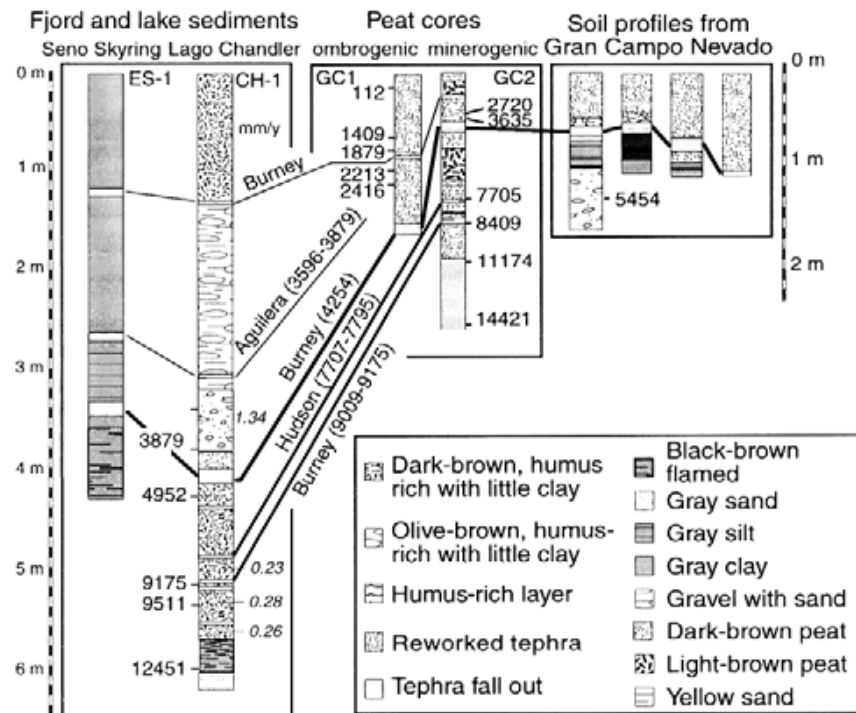 Fjord and lake sediments
Peat cores
Soil profiles from
Gran Campo Nevado
Seno Skyring
Lago Chandler
ombrogenic
minerogenic
0 m
1 m
2 m
3 m
4 m
5 m
6 m
ES-1
CH-1
mm/y
GC1
GC2
112
1409
1879
2213
2416
2720
3635
7705
8409
11174
14421
5454
0 m
1 m
2 m
Burney
Aguilera (3596-3879)
Burney (4254)
Hudson (7707-7795)
Burney (9009-9175)
1.34
3879
4952
0.23
9175
9511
0.28
0.26
12451
Dark-brown, humus
rich with little clay
Olive-brown, humus-
rich with little clay
Humus-rich layer
Reworked tephra
Tephra fall out
Black-brown
flamed
Gray sand
Gray silt
Gray clay
Gravel with sand
Dark-brown peat
Light-brown peat
Yellow sand